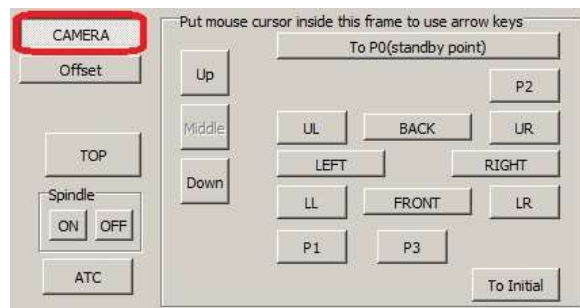 CAMERA
Offset
TOP
Spindle
ON OFF
ATC
Put mouse cursor inside this frame to use arrow keys
To P0(standby point)
Up
P2
Middle
UL BACK UR
LEFT RIGHT
Down
LL FRONT LR
P1 P3
To Initial